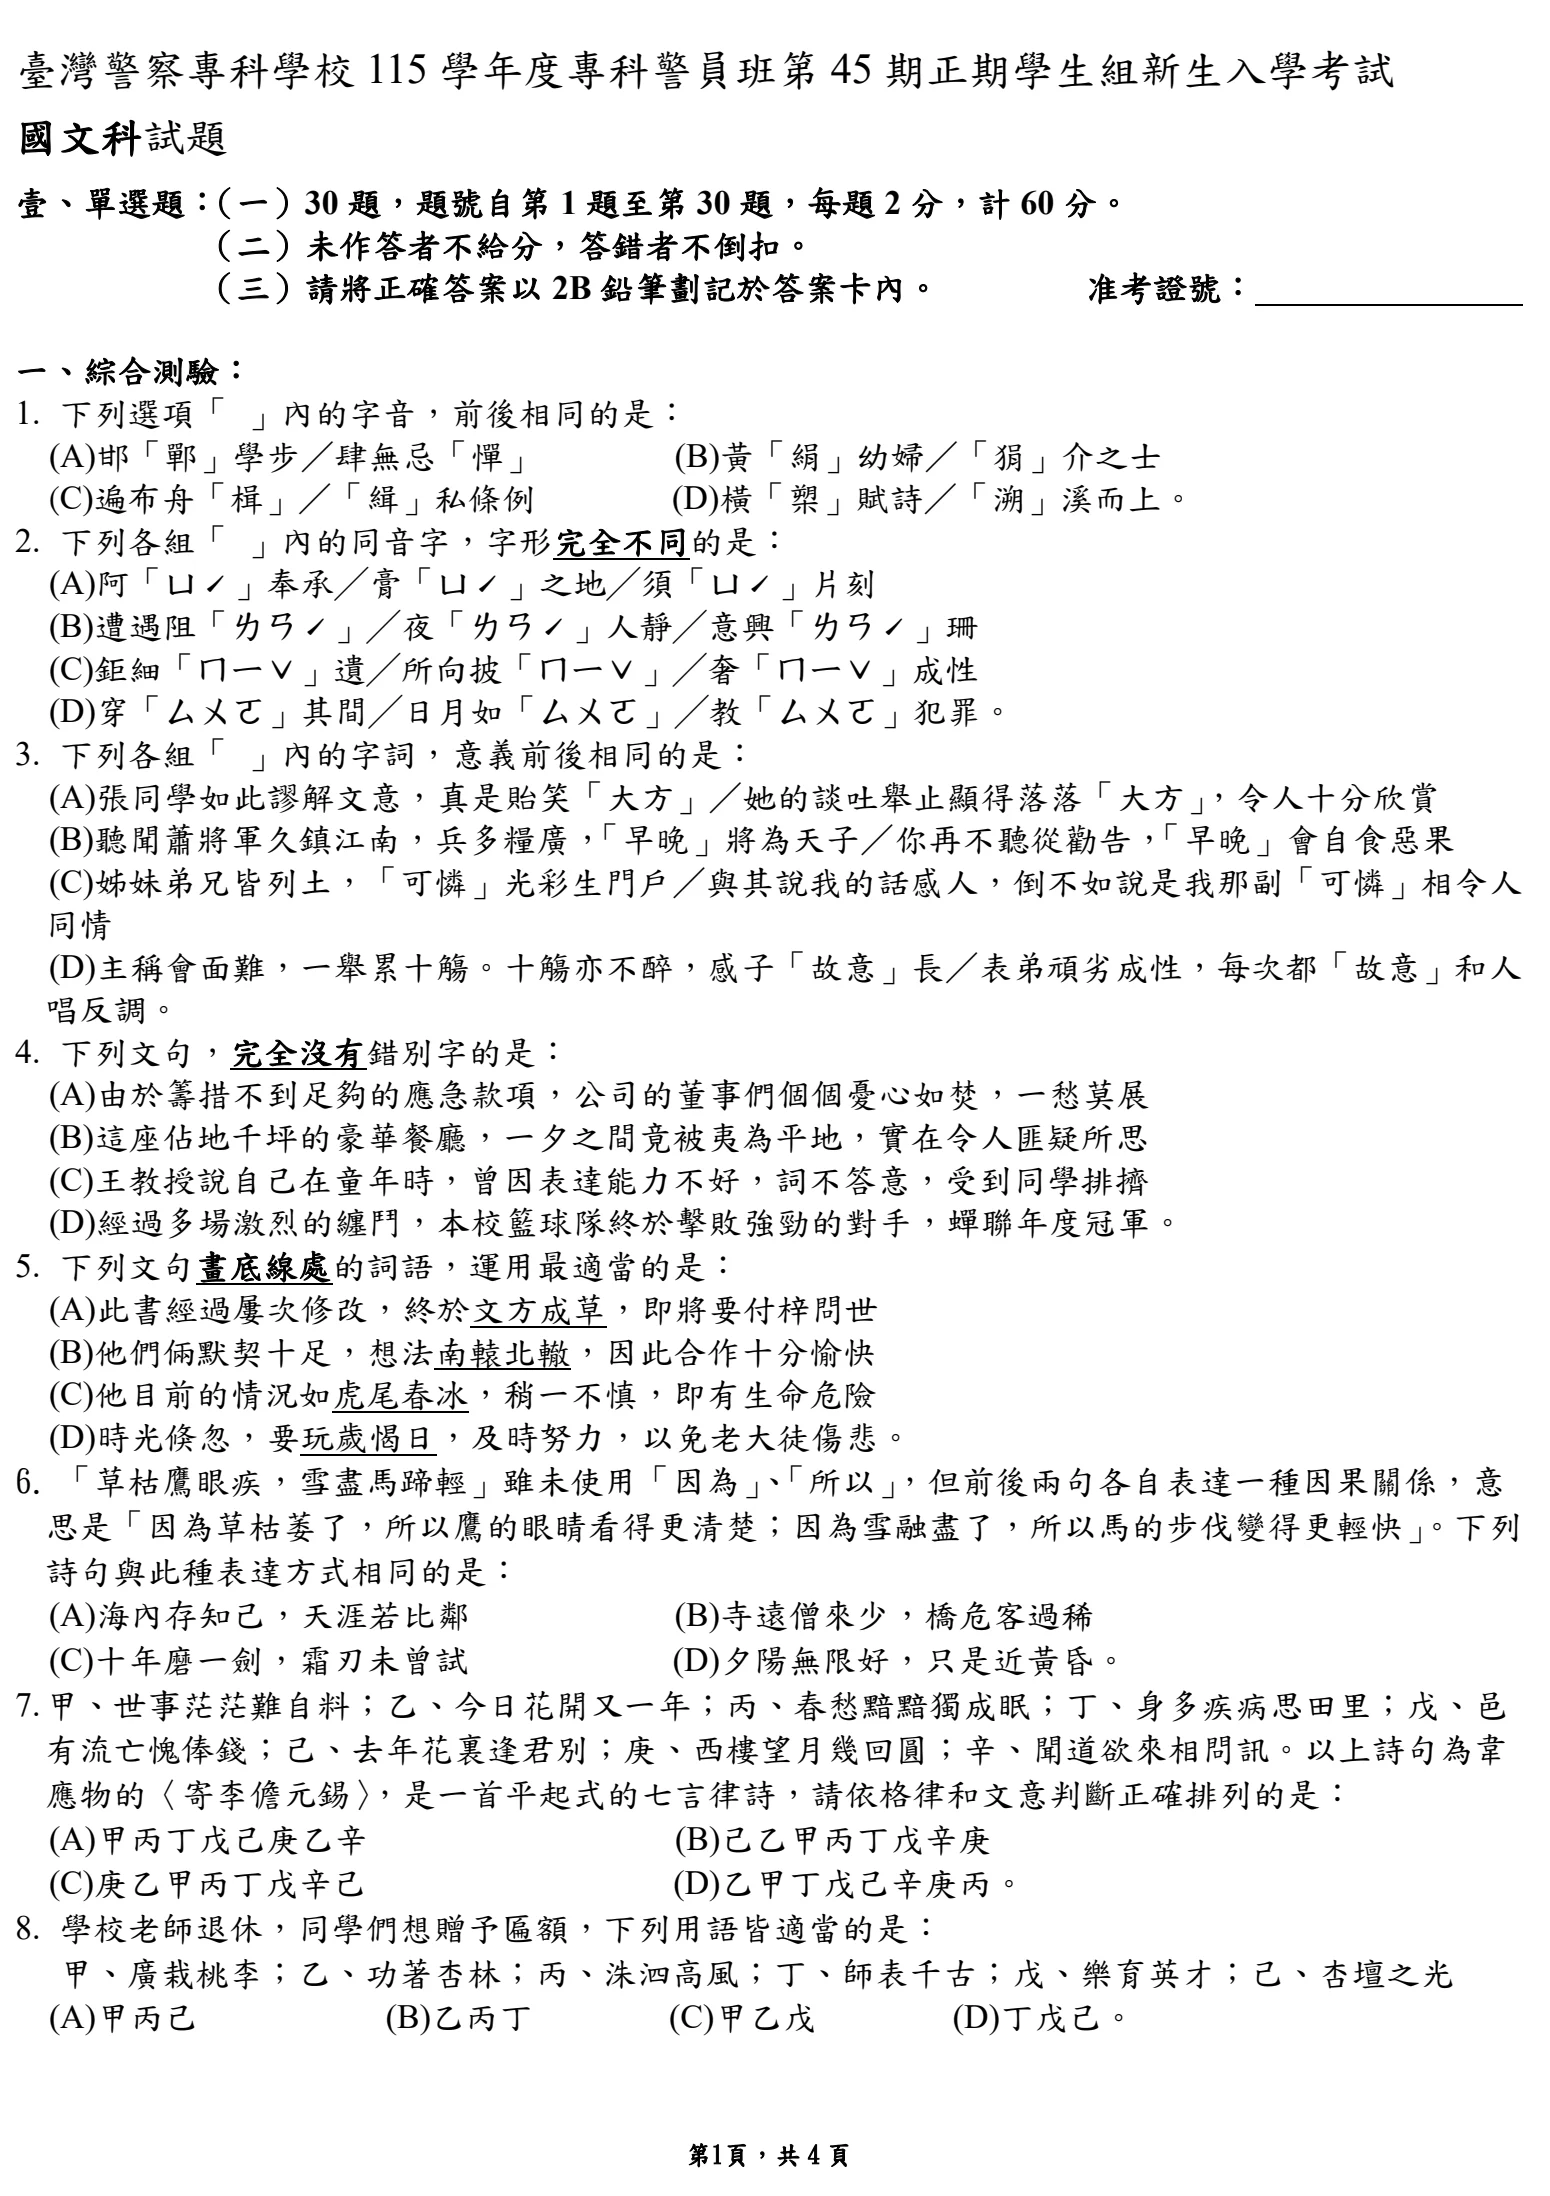 臺灣警察專科學校 115 學年度專科警員班第 45 期正期學生組新生入學考試
國文科試題
壹、單選題：（一）30 題，題號自第 1 題至第 30 題，每題 2 分，計 60 分。
（二）未作答者不給分，答錯者不倒扣。
（三）請將正確答案以 2B 鉛筆劃記於答案卡內。 准考證號：
一、綜合測驗：
1. 下列選項「 」內的字音，前後相同的是：
(A)邯「鄲」學步／肆無忌「憚」 (B)黃「絹」幼婦／「狷」介之士
(C)遍布舟「楫」／「緝」私條例 (D)橫「槊」賦詩／「溯」溪而上。
2. 下列各組「 」內的同音字，字形完全不同的是：
(A)阿「ㄩˊ」奉承／膏「ㄩˊ」之地／須「ㄩˊ」片刻
(B)遭遇阻「ㄌㄢˊ」／夜「ㄌㄢˊ」人靜／意興「ㄌㄢˊ」珊
(C)鉅細「ㄇㄧˇ」遺／所向披「ㄇㄧˇ」／奢「ㄇㄧˇ」成性
(D)穿「ㄙㄨㄛ」其間／日月如「ㄙㄨㄛ」／教「ㄙㄨㄛ」犯罪。
3. 下列各組「 」內的字詞，意義前後相同的是：
(A)張同學如此謬解文意，真是貽笑「大方」／她的談吐舉止顯得落落「大方」，令人十分欣賞
(B)聽聞蕭將軍久鎮江南，兵多糧廣，「早晚」將為天子／你再不聽從勸告，「早晚」會自食惡果
(C)姊妹弟兄皆列土，「可憐」光彩生門戶／與其說我的話感人，倒不如說是我那副「可憐」相令人
同情
(D)主稱會面難，一舉累十觴。十觴亦不醉，感子「故意」長／表弟頑劣成性，每次都「故意」和人
唱反調。
4. 下列文句，完全沒有錯別字的是：
(A)由於籌措不到足夠的應急款項，公司的董事們個個憂心如焚，一愁莫展
(B)這座佔地千坪的豪華餐廳，一夕之間竟被夷為平地，實在令人匪疑所思
(C)王教授說自己在童年時，曾因表達能力不好，詞不答意，受到同學排擠
(D)經過多場激烈的纏鬥，本校籃球隊終於擊敗強勁的對手，蟬聯年度冠軍。
5. 下列文句畫底線處的詞語，運用最適當的是：
(A)此書經過屢次修改，終於文方成草，即將要付梓問世
(B)他們倆默契十足，想法南轅北轍，因此合作十分愉快
(C)他目前的情況如虎尾春冰，稍一不慎，即有生命危險
(D)時光倏忽，要玩歲愒日，及時努力，以免老大徒傷悲。
6. 「草枯鷹眼疾，雪盡馬蹄輕」雖未使用「因為」、「所以」，但前後兩句各自表達一種因果關係，意
思是「因為草枯萎了，所以鷹的眼睛看得更清楚；因為雪融盡了，所以馬的步伐變得更輕快」。下列
詩句與此種表達方式相同的是：
(A)海內存知己，天涯若比鄰 (B)寺遠僧來少，橋危客過稀
(C)十年磨一劍，霜刃未曾試 (D)夕陽無限好，只是近黃昏。
7. 甲、世事茫茫難自料；乙、今日花開又一年；丙、春愁黯黯獨成眠；丁、身多疾病思田里；戊、邑
有流亡愧俸錢；己、去年花裏逢君別；庚、西樓望月幾回圓；辛、聞道欲來相問訊。以上詩句為韋
應物的〈寄李儋元錫〉，是一首平起式的七言律詩，請依格律和文意判斷正確排列的是：
(A)甲丙丁戊己庚乙辛 (B)己乙甲丙丁戊辛庚
(C)庚乙甲丙丁戊辛己 (D)乙甲丁戊己辛庚丙。
8. 學校老師退休，同學們想贈予匾額，下列用語皆適當的是：
甲、廣栽桃李；乙、功著杏林；丙、洙泗高風；丁、師表千古；戊、樂育英才；己、杏壇之光
(A)甲丙己 (B)乙丙丁 (C)甲乙戊 (D)丁戊己。
第1頁，共 4 頁